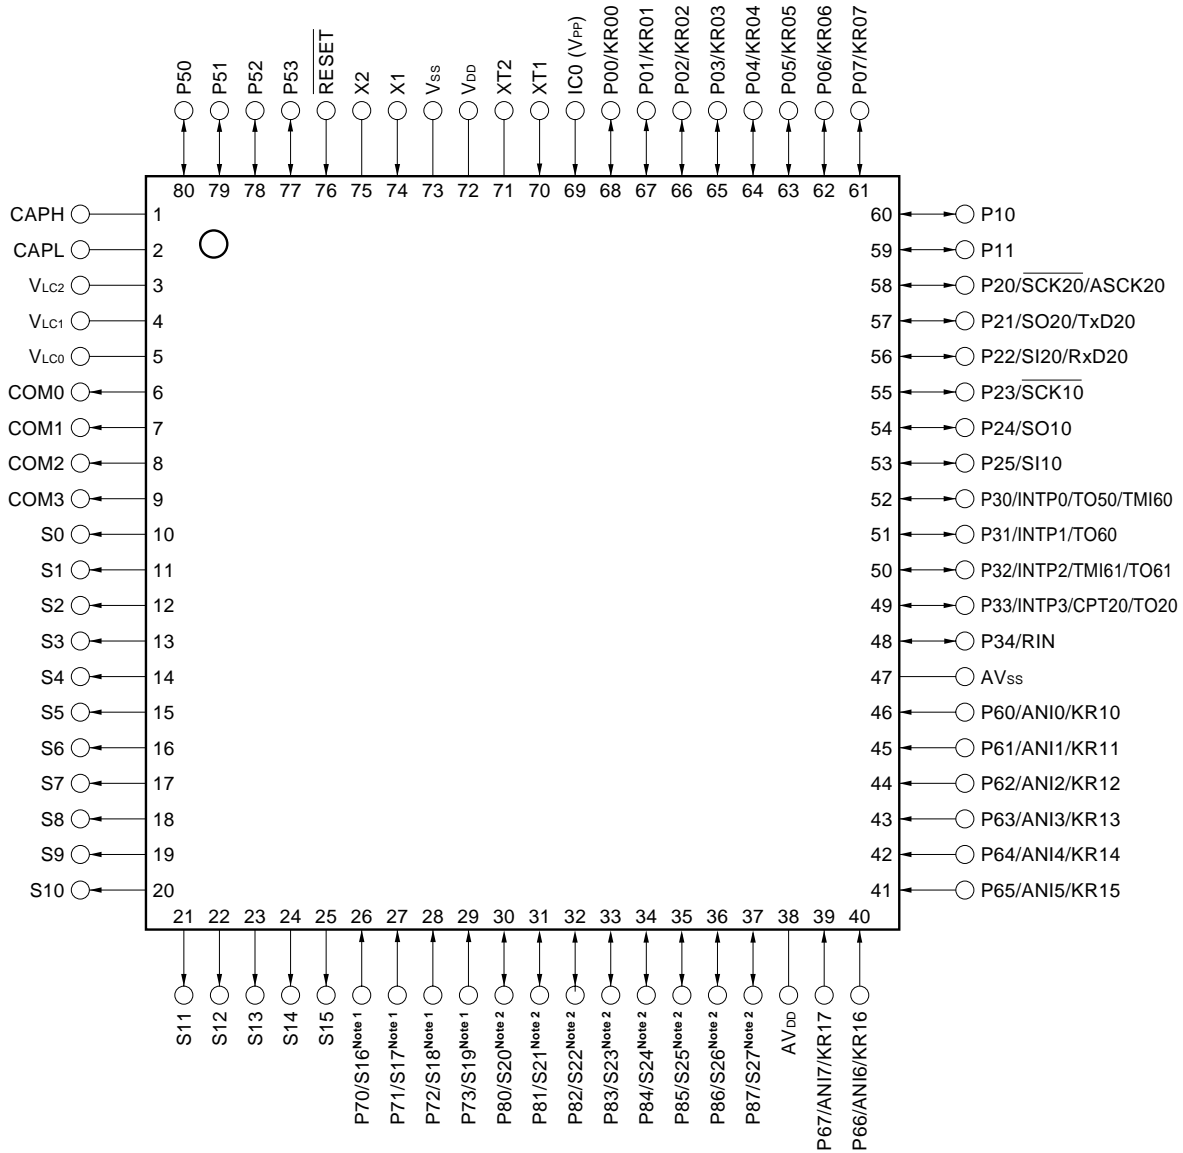 P50
P51
P52
P53
RESET
X2
X1
VSS
VDD
XT2
XT1
IC0 (VPP)
P00/KR00
P01/KR01
P02/KR02
P03/KR03
P04/KR04
P05/KR05
P06/KR06
P07/KR07
80 79 78 77 76 75 74 73 72 71 70 69 68 67 66 65 64 63 62 61
CAPH 1
CAPL 2
VLC2 3
VLC1 4
VLC0 5
COM0 6
COM1 7
COM2 8
COM3 9
S0 10
S1 11
S2 12
S3 13
S4 14
S5 15
S6 16
S7 17
S8 18
S9 19
S10 20
60 P10
59 P11
58 P20/SCK20/ASCK20
57 P21/SO20/TxD20
56 P22/SI20/RxD20
55 P23/SCK10
54 P24/SO10
53 P25/SI10
52 P30/INTP0/TO50/TMI60
51 P31/INTP1/TO60
50 P32/INTP2/TMI61/TO61
49 P33/INTP3/CPT20/TO20
48 P34/RIN
47 AVSS
46 P60/ANI0/KR10
45 P61/ANI1/KR11
44 P62/ANI2/KR12
43 P63/ANI3/KR13
42 P64/ANI4/KR14
41 P65/ANI5/KR15
21 22 23 24 25 26 27 28 29 30 31 32 33 34 35 36 37 38 39 40
S11
S12
S13
S14
S15
P70/S16Note 1
P71/S17Note 1
P72/S18Note 1
P73/S19Note 1
P80/S20Note 2
P81/S21Note 2
P82/S22Note 2
P83/S23Note 2
P84/S24Note 2
P85/S25Note 2
P86/S26Note 2
P87/S27Note 2
AVDD
P67/ANI7/KR17
P66/ANI6/KR16